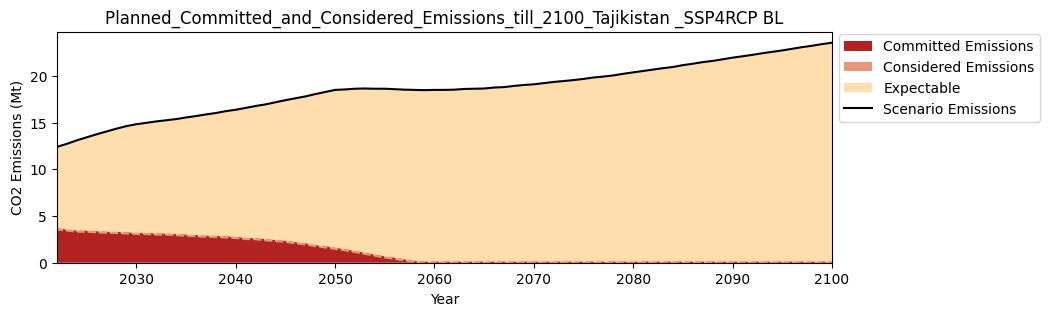 Planned_Committed_and_Considered_Emissions_till_2100_Tajikistan _SSP4RCP BL
CO2 Emissions (Mt)
20
15
10
5
0
2030 2040 2050 2060 2070 2080 2090 2100
Year
Committed Emissions
Considered Emissions
Expectable
Scenario Emissions